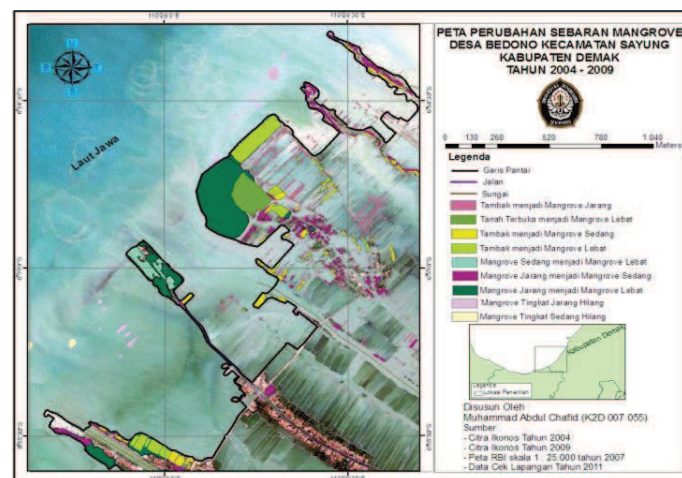 PETA PERUBAHAN SEBARAN MANGROVE
DESA BEDONO KECAMATAN SAYUNG
KABUPATEN DEMAK
TAHUN 2004 - 2009
0 130 260 520 780 1.040
Meters
Legenda
Garis Pantai
Jalan
Sungai
Tambak menjadi Mangrove Jarang
Tanah Terbuka menjadi Mangrove Lebat
Tambak menjadi Mangrove Sedang
Tambak menjadi Mangrove Lebat
Mangrove Sedang menjadi Mangrove Lebat
Mangrove Jarang menjadi Mangrove Sedang
Mangrove Jarang menjadi Mangrove Lebat
Mangrove Tingkat Jarang Hilang
Mangrove Tingkat Sedang Hilang
Kabupaten Demak
Legenda
Lokasi Penelitian
Disusun Oleh
Muhammad Abdul Chafid (K2D 007 055)
Sumber
- Citra Ikonos Tahun 2004
- Citra Ikonos Tahun 2009
- Peta RBI skala 1 : 25.000 tahun 2007
- Data Cek Lapangan Tahun 2011
Laut Jawa
U
B
T
S